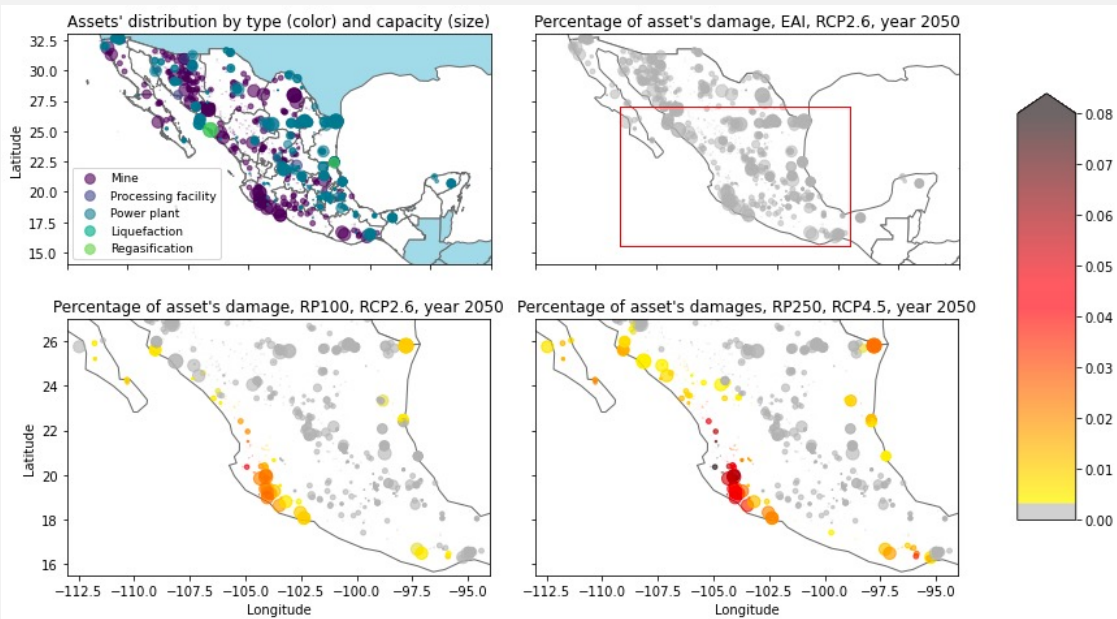 Assets' distribution by type (color) and capacity (size)
Percentage of asset's damage, EAI, RCP2.6, year 2050
Latitude
32.5
30.0
27.5
25.0
22.5
20.0
17.5
15.0
Mine
Processing facility
Power plant
Liquefaction
Regasification
0.08
0.07
0.06
0.05
0.04
0.03
0.02
0.01
0.00
Percentage of asset's damage, RP100, RCP2.6, year 2050
Percentage of asset's damages, RP250, RCP4.5, year 2050
Latitude
26
24
22
20
18
16
−112.5 −110.0 −107.5 −105.0 −102.5 −100.0 −97.5 −95.0
Longitude
−112.5 −110.0 −107.5 −105.0 −102.5 −100.0 −97.5 −95.0
Longitude